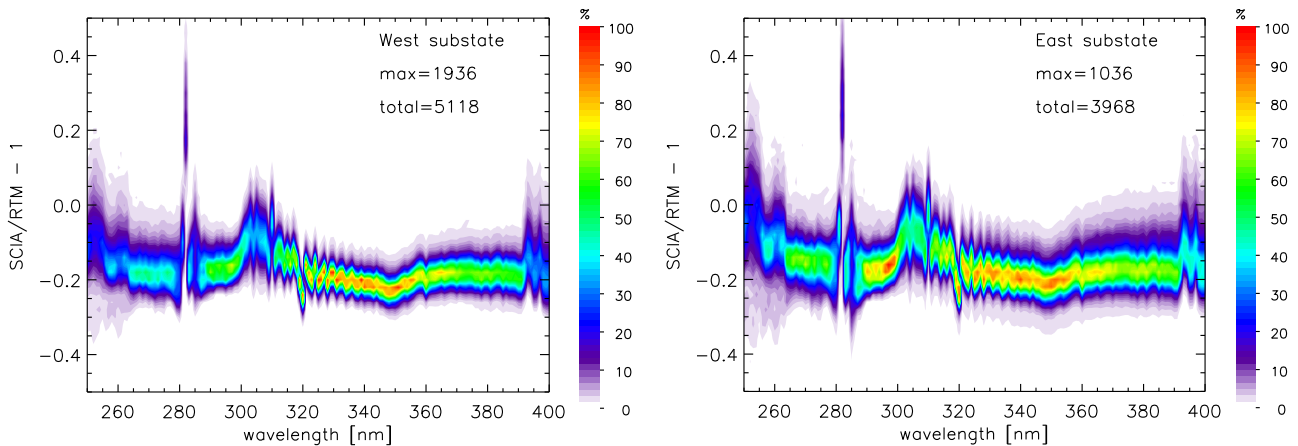 %
West substate
max=1936
total=5118
0.4
0.2
0.0
−0.2
−0.4
SCIA/RTM − 1
260 280 300 320 340 360 380 400
wavelength [nm]
100
90
80
70
60
50
40
30
20
10
0
%
East substate
max=1036
total=3968
0.4
0.2
0.0
−0.2
−0.4
SCIA/RTM − 1
260 280 300 320 340 360 380 400
wavelength [nm]
100
90
80
70
60
50
40
30
20
10
0